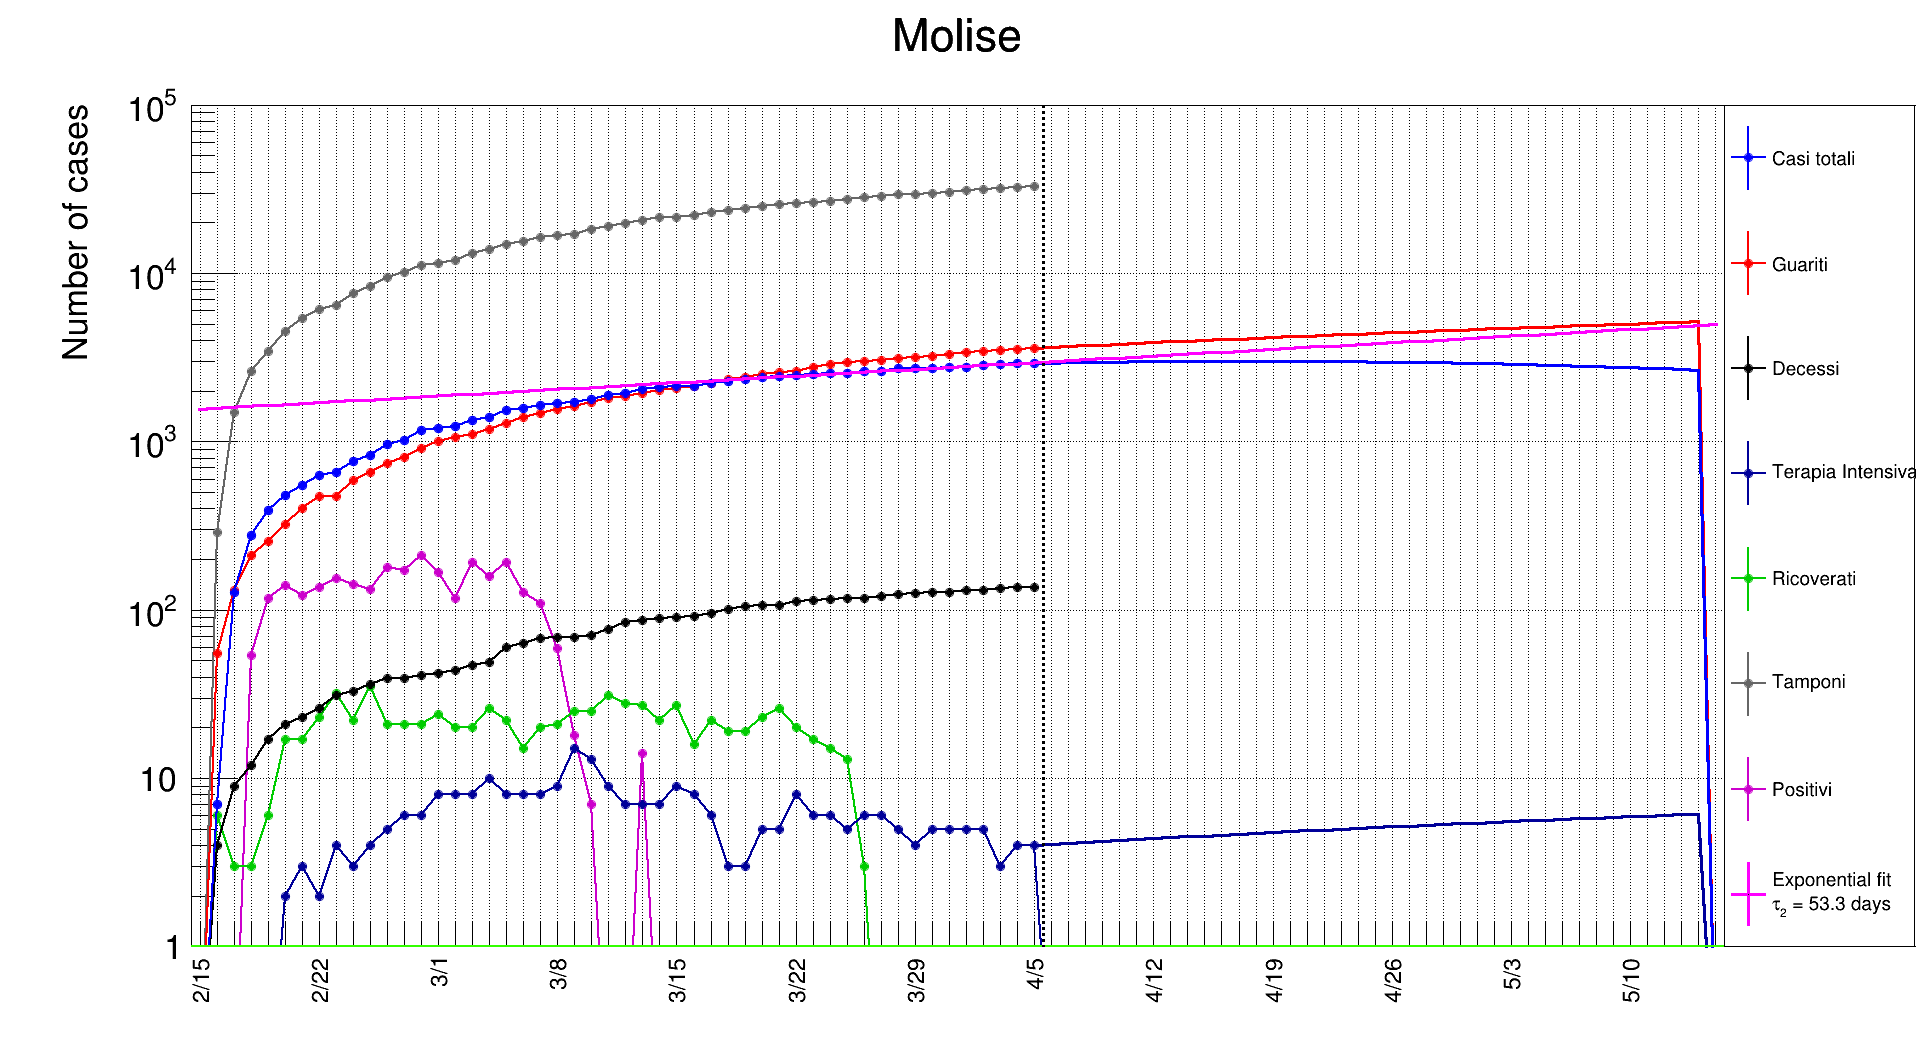 Molise
Number of cases
10^5
10^4
10^3
10^2
10
1
2/15 2/22 3/1 3/8 3/15 3/22 3/29 4/5 4/12 4/19 4/26 5/3 5/10
Casi totali
Guariti
Decessi
Terapia Intensiva
Ricoverati
Tamponi
Positivi
Exponential fit
τ2 = 53.3 days